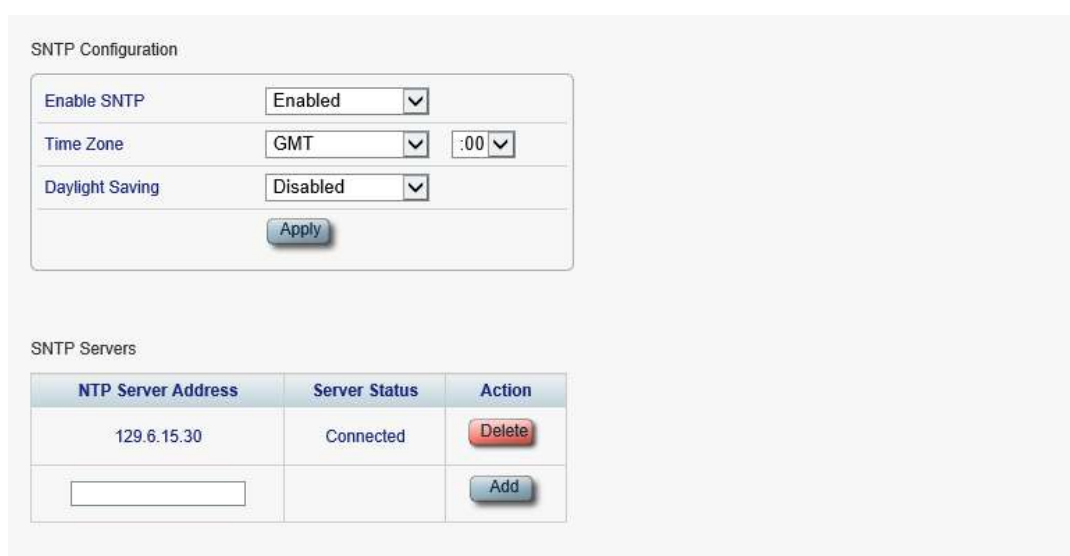 SNTP Configuration
Enable SNTP Enabled
Time Zone GMT :00
Daylight Saving Disabled
Apply
SNTP Servers
NTP Server Address Server Status Action
129.6.15.30 Connected Delete
Add